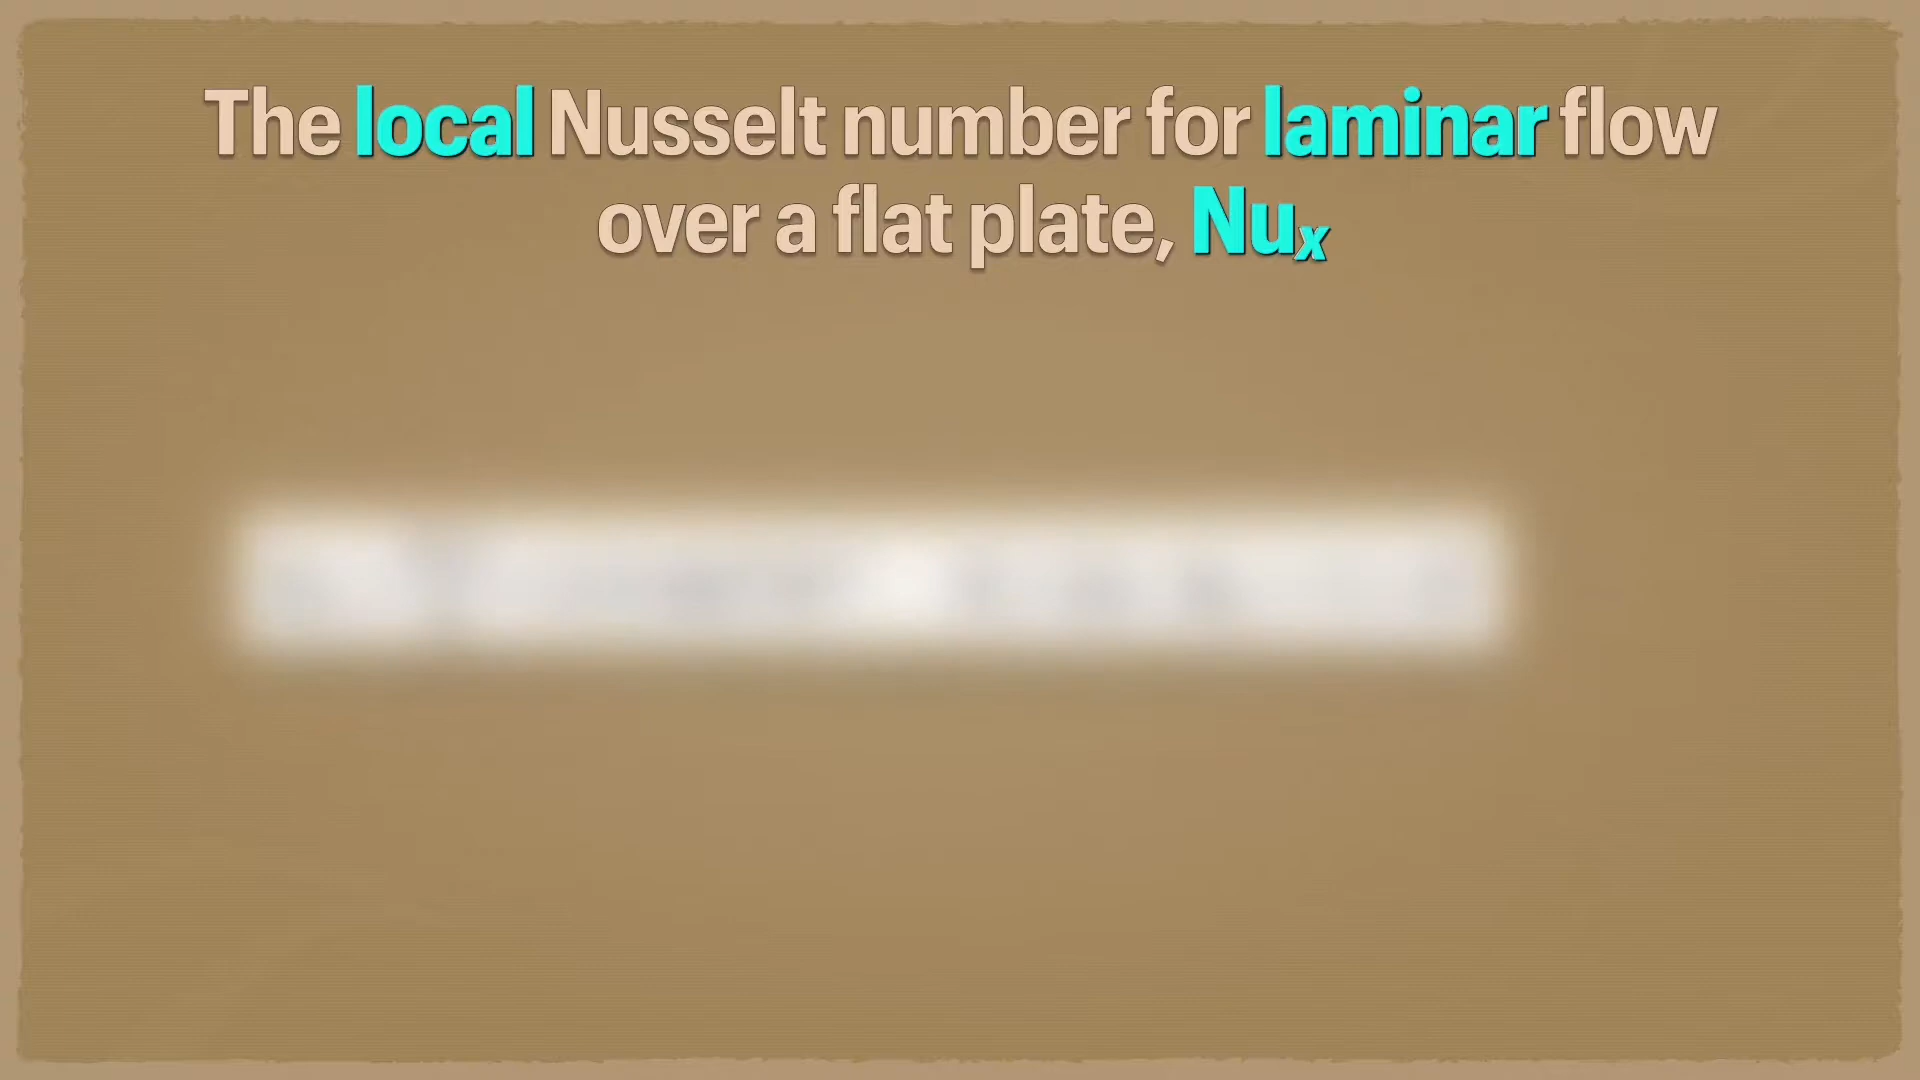 The local Nusselt number for laminar flow
over a flat plate, Nuₓ